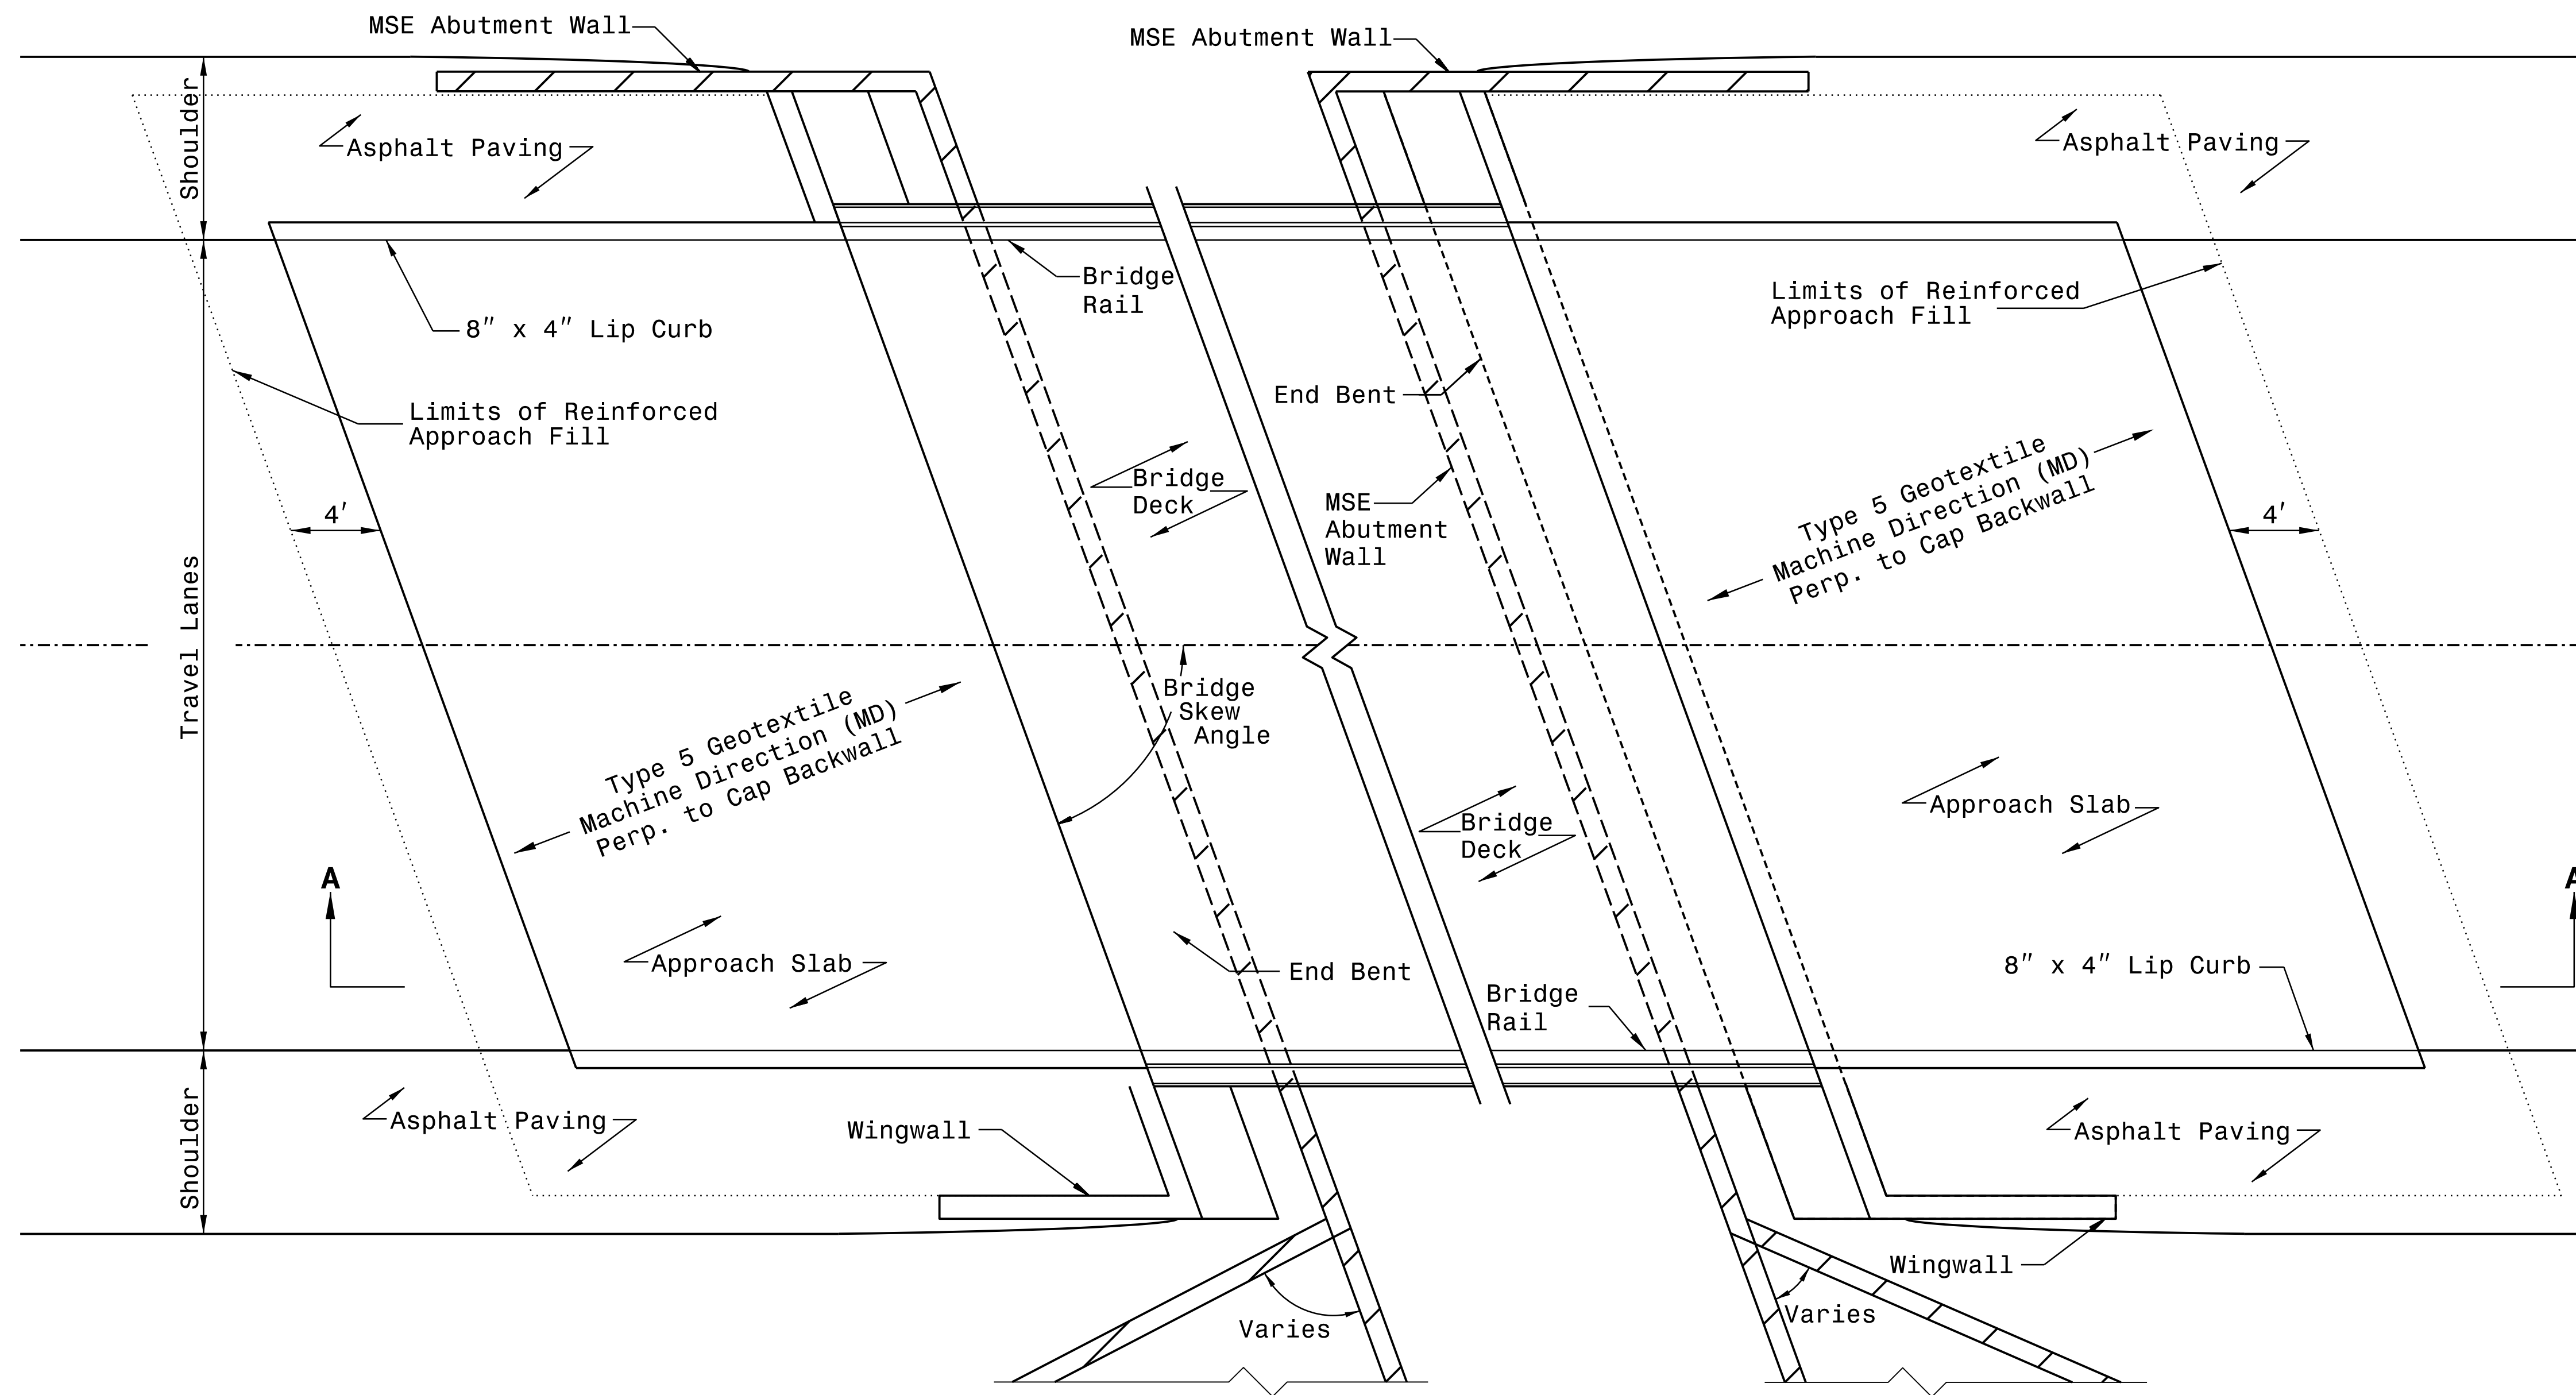 MSE Abutment Wall
MSE Abutment Wall
Shoulder
Asphalt Paving
Asphalt Paving
Bridge
Rail
8" x 4" Lip Curb
Limits of Reinforced
Approach Fill
Limits of Reinforced
Approach Fill
End Bent
Bridge
Deck
MSE
Abutment
Wall
Type 5 Geotextile
Machine Direction (MD)
Perp. to Cap Backwall
4'
4'
Travel Lanes
Bridge
Skew
Angle
Type 5 Geotextile
Machine Direction (MD)
Perp. to Cap Backwall
Bridge
Deck
Approach Slab
A
A
Approach Slab
End Bent
8" x 4" Lip Curb
Bridge
Rail
Shoulder
Asphalt Paving
Wingwall
Asphalt Paving
Wingwall
Varies
Varies